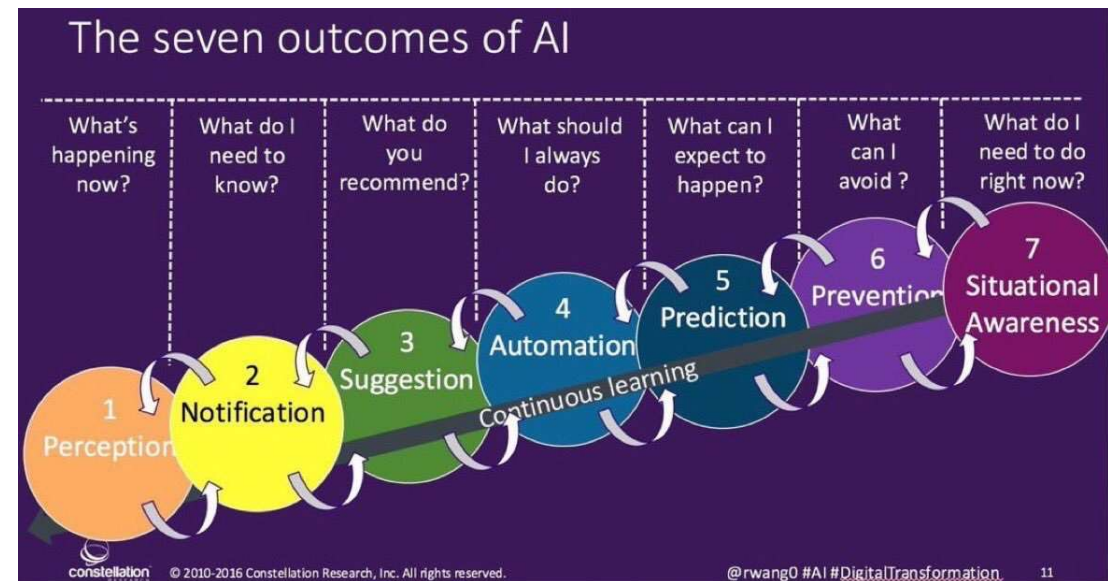 The seven outcomes of AI
What's
happening
now?
What do I
need to
know?
What do
you
recommend?
What should
I always
do?
What can I
expect to
happen?
What
can I
avoid ?
What do I
need to do
right now?
1
Perception
2
Notification
3
Suggestion
4
Automation
5
Prediction
6
Prevention
7
Situational
Awareness
Continuous learning
constellation
© 2010-2016 Constellation Research, Inc. All rights reserved.
@rwang0 #AI #DigitalTransformation
11